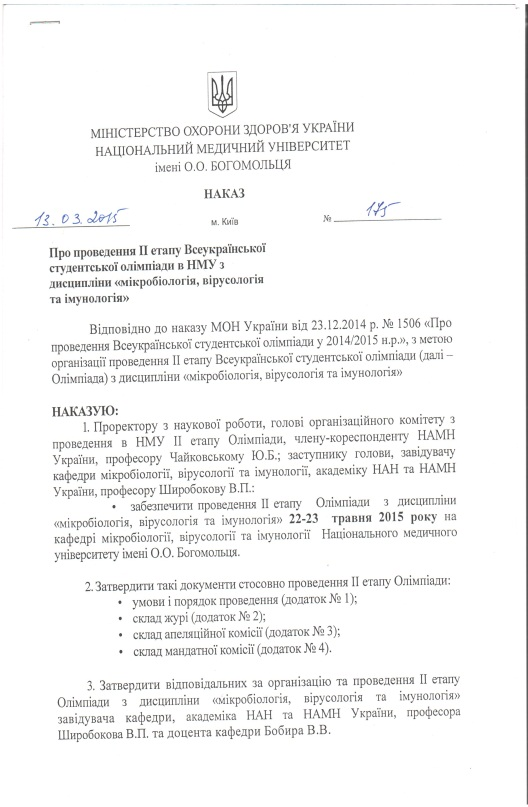 МІНІСТЕРСТВО ОХОРОНИ ЗДОРОВ'Я УКРАЇНИ
НАЦІОНАЛЬНИЙ МЕДИЧНИЙ УНІВЕРСИТЕТ
імені О.О. БОГОМОЛЬЦЯ
НАКАЗ
13.03.2015 м. Київ № 175
Про проведення ІІ етапу Всеукраїнської
студентської олімпіади в НМУ з
дисципліни «мікробіологія, вірусологія
та імунологія»
Відповідно до наказу МОН України від 23.12.2014 р. № 1506 «Про
проведення Всеукраїнської студентської олімпіади у 2014/2015 н.р.», з метою
організації проведення ІІ етапу Всеукраїнської студентської олімпіади (далі –
Олімпіада) з дисципліни «мікробіологія, вірусологія та імунологія»
НАКАЗУЮ:
1. Проректору з наукової роботи, голові організаційного комітету з
проведення в НМУ ІІ етапу Олімпіади, члену-кореспонденту НАМН
України, професору Чайковському Ю.Б.; заступнику голови, завідувачу
кафедри мікробіології, вірусології та імунології, академіку НАН та НАМН
України, професору Широбокову В.П.:
• забезпечити проведення ІІ етапу Олімпіади з дисципліни
«мікробіологія, вірусологія та імунологія» 22-23 травня 2015 року на
кафедрі мікробіології, вірусології та імунології Національного медичного
університету імені О.О. Богомольця.
2. Затвердити такі документи стосовно проведення ІІ етапу Олімпіади:
• умови і порядок проведення (додаток № 1);
• склад журі (додаток № 2);
• склад апеляційної комісії (додаток № 3);
• склад мандатної комісії (додаток № 4).
3. Затвердити відповідальних за організацію та проведення ІІ етапу
Олімпіади з дисципліни «мікробіологія, вірусологія та імунологія»
завідувача кафедри, академіка НАН та НАМН України, професора
Широбокова В.П. та доцента кафедри Бобира В.В.